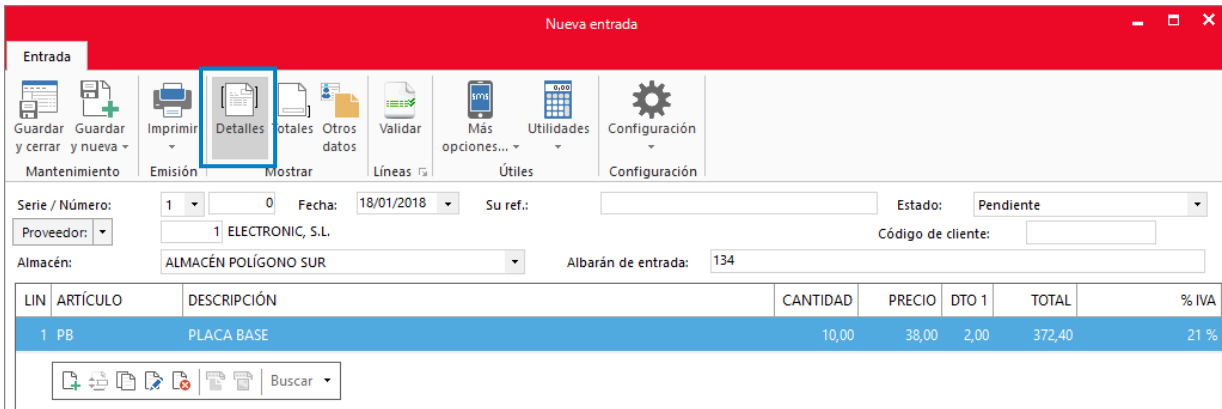 Nueva entrada
Entrada
Guardar y cerrar
Guardar y nueva
Imprimir
Detalles
Totales
Otros datos
Validar
sms
Más opciones...
0,00
Utilidades
Configuración
Mantenimiento
Emisión
Mostrar
Líneas
Útiles
Configuración
Serie / Número: 1 0 Fecha: 18/01/2018 Su ref.: Estado: Pendiente
Proveedor: 1 ELECTRONIC, S.L. Código de cliente:
Almacén: ALMACÉN POLÍGONO SUR Albarán de entrada: 134
LIN ARTÍCULO DESCRIPCIÓN CANTIDAD PRECIO DTO 1 TOTAL % IVA
1 PB PLACA BASE 10,00 38,00 2,00 372,40 21 %
Buscar